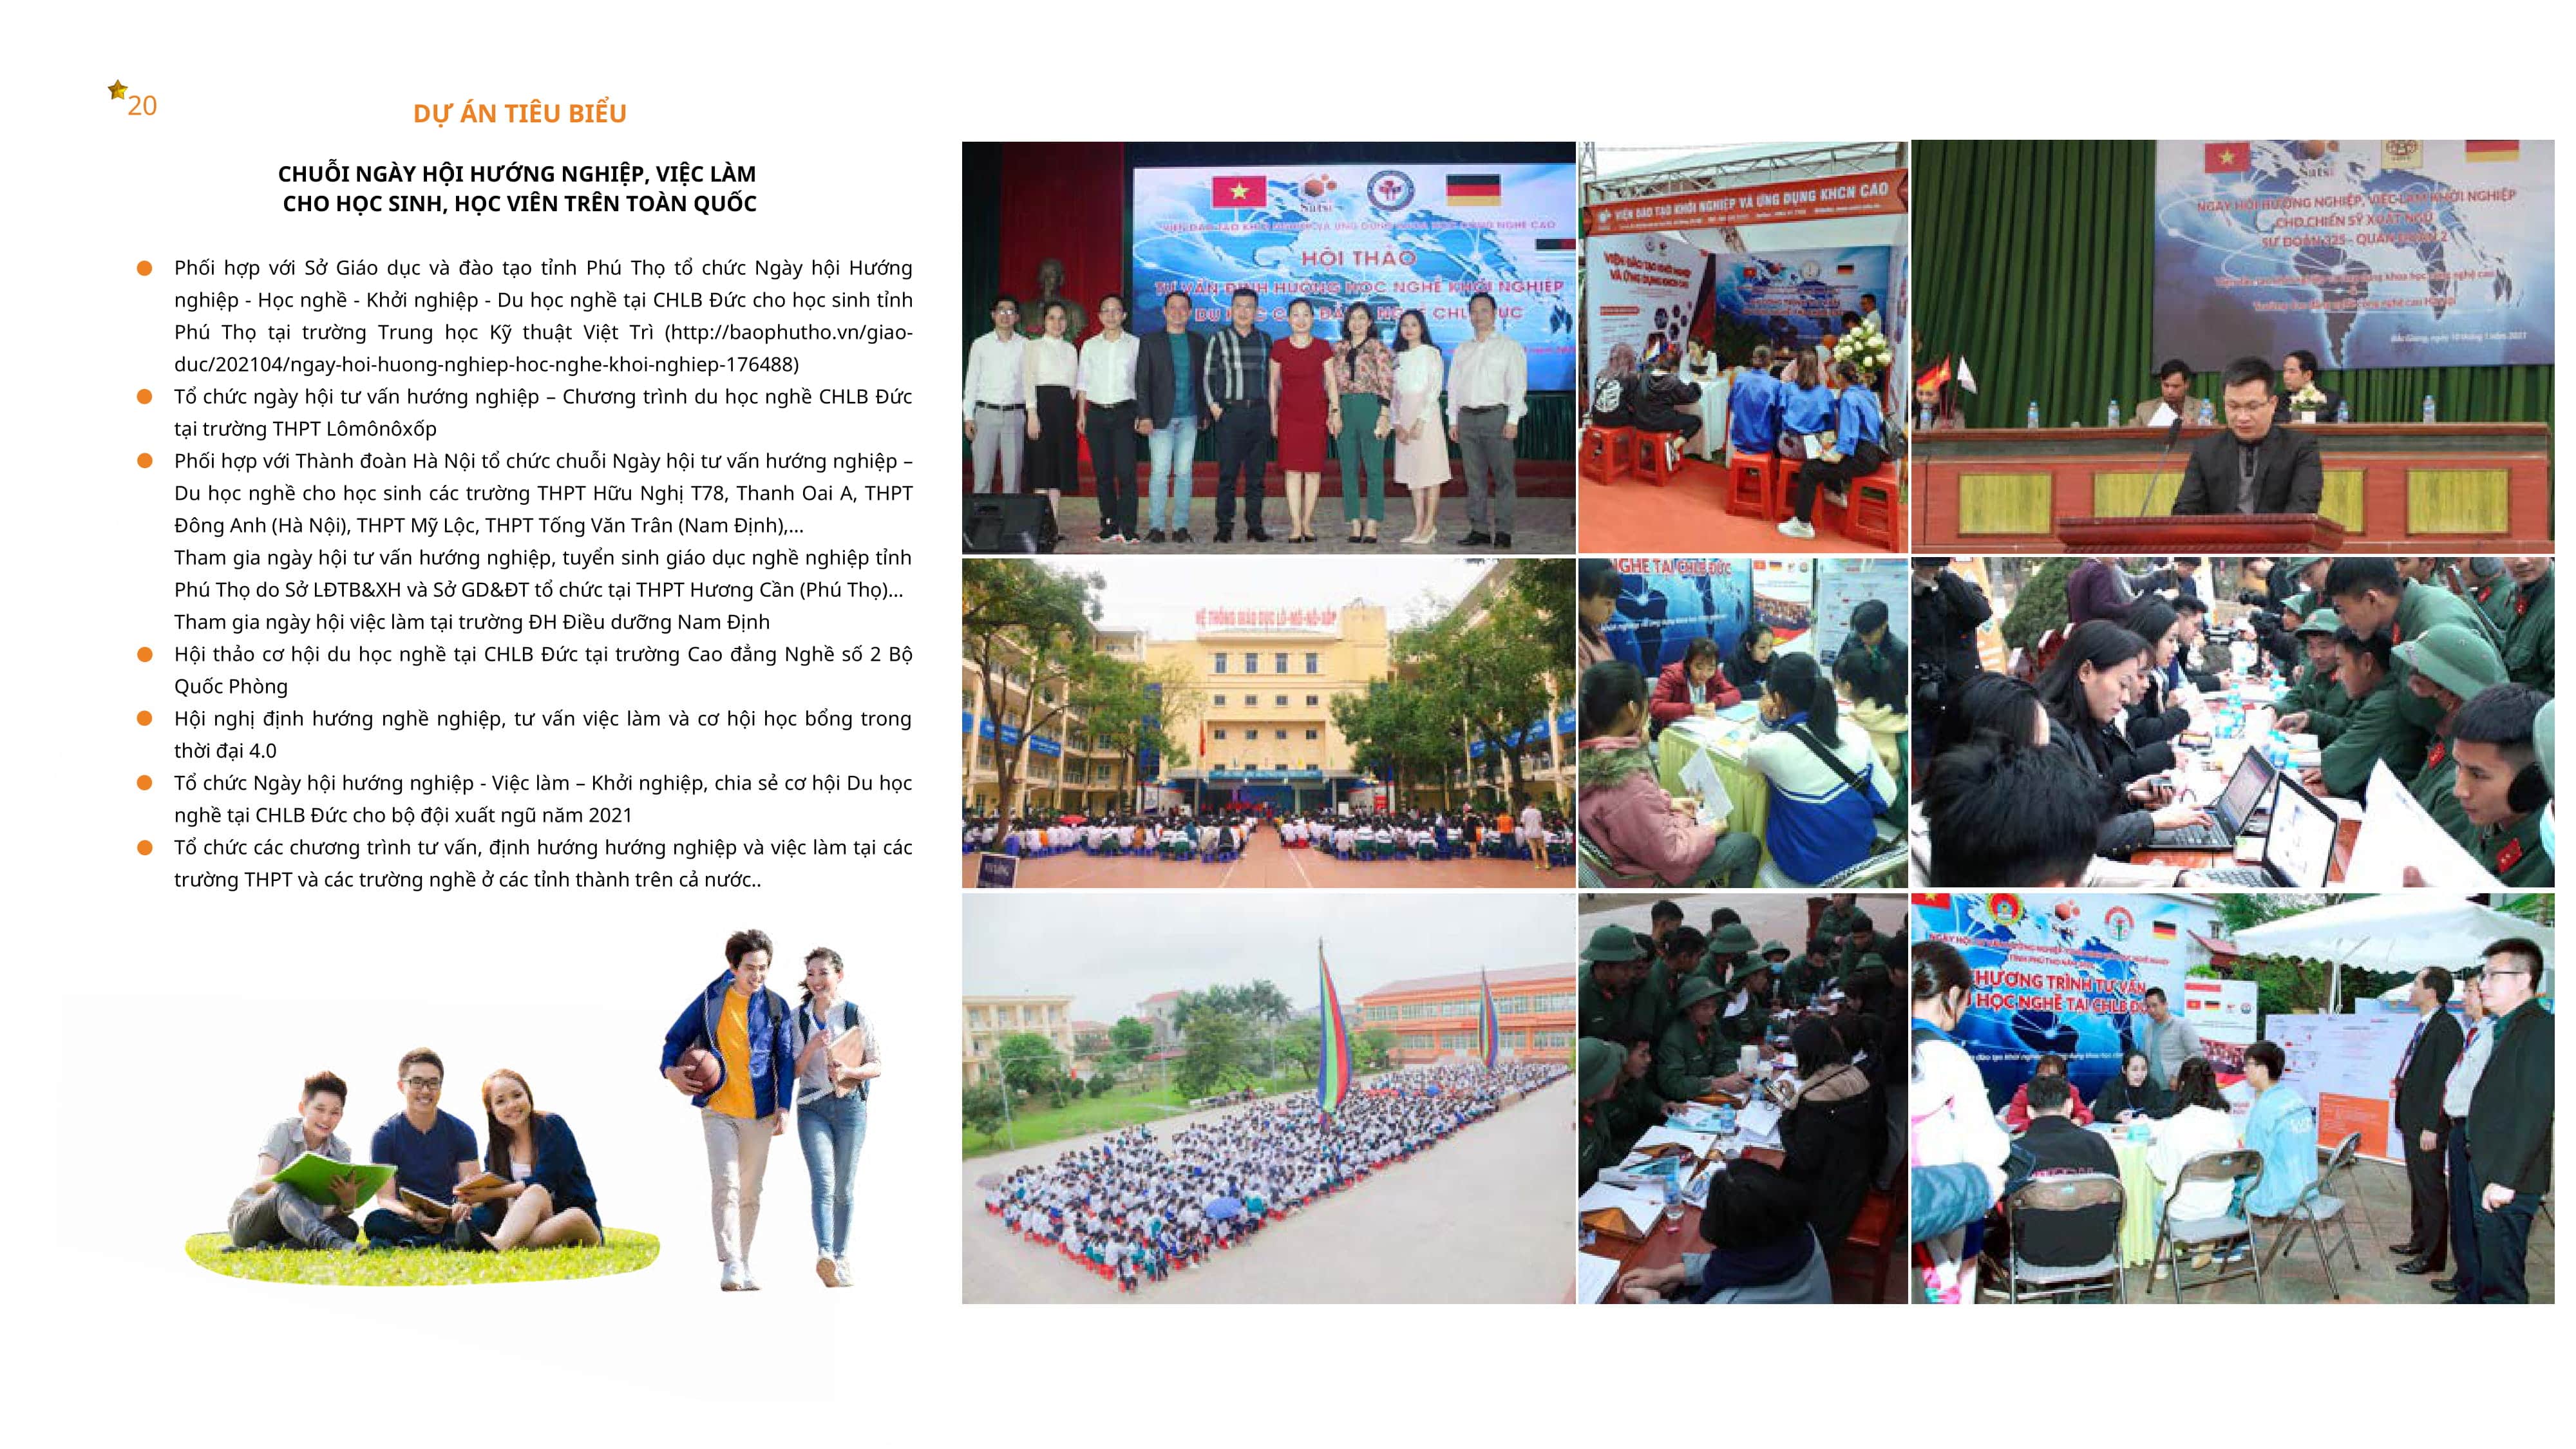 20
DỰ ÁN TIÊU BIỂU
CHUỖI NGÀY HỘI HƯỚNG NGHIỆP, VIỆC LÀM
CHO HỌC SINH, HỌC VIÊN TRÊN TOÀN QUỐC
Phối hợp với Sở Giáo dục và đào tạo tỉnh Phú Thọ tổ chức Ngày hội Hướng
nghiệp - Học nghề - Khởi nghiệp - Du học nghề tại CHLB Đức cho học sinh tỉnh
Phú Thọ tại trường Trung học Kỹ thuật Việt Trì (http://baophutho.vn/giao-
duc/202104/ngay-hoi-huong-nghiep-hoc-nghe-khoi-nghiep-176488)
Tổ chức ngày hội tư vấn hướng nghiệp – Chương trình du học nghề CHLB Đức
tại trường THPT Lômônôxốp
Phối hợp với Thành đoàn Hà Nội tổ chức chuỗi Ngày hội tư vấn hướng nghiệp –
Du học nghề cho học sinh các trường THPT Hữu Nghị T78, Thanh Oai A, THPT
Đông Anh (Hà Nội), THPT Mỹ Lộc, THPT Tống Văn Trân (Nam Định),...
Tham gia ngày hội tư vấn hướng nghiệp, tuyển sinh giáo dục nghề nghiệp tỉnh
Phú Thọ do Sở LĐTB&XH và Sở GD&ĐT tổ chức tại THPT Hương Cần (Phú Thọ)...
Tham gia ngày hội việc làm tại trường ĐH Điều dưỡng Nam Định
Hội thảo cơ hội du học nghề tại CHLB Đức tại trường Cao đẳng Nghề số 2 Bộ
Quốc Phòng
Hội nghị định hướng nghề nghiệp, tư vấn việc làm và cơ hội học bổng trong
thời đại 4.0
Tổ chức Ngày hội hướng nghiệp - Việc làm – Khởi nghiệp, chia sẻ cơ hội Du học
nghề tại CHLB Đức cho bộ đội xuất ngũ năm 2021
Tổ chức các chương trình tư vấn, định hướng hướng nghiệp và việc làm tại các
trường THPT và các trường nghề ở các tỉnh thành trên cả nước..
Satsi
HỘI THẢO
VIỆN ĐÀO TẠO KHỞI NGHIỆP VÀ ỨNG DỤNG KHCN CAO
VIỆN ĐÀO TẠO KHỞI NGHIỆP
VÀ ỨNG DỤNG KHCN CAO
Satsi
NGÀY HỘI HƯỚNG NGHIỆP, VIỆC LÀM KHỞI NGHIỆP
CHO CHIẾN SỸ XUẤT NGŨ
SƯ ĐOÀN 325 - QUÂN ĐOÀN 2
HỆ THỐNG GIÁO DỤC LÔ-MÔ-NÔ-XỐP
NGHỀ TẠI CHLB ĐỨC
Satsi
HƯƠNG TRÌNH TƯ VẤN
HỌC NGHỀ TẠI CHLB